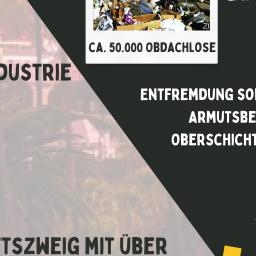 CA. 50.000 OBDACHLOSE
DUSTRIE
ENTFREMDUNG SO
ARMUTSBE
OBERSCHICHT
TSZWEIG MIT ÜBER